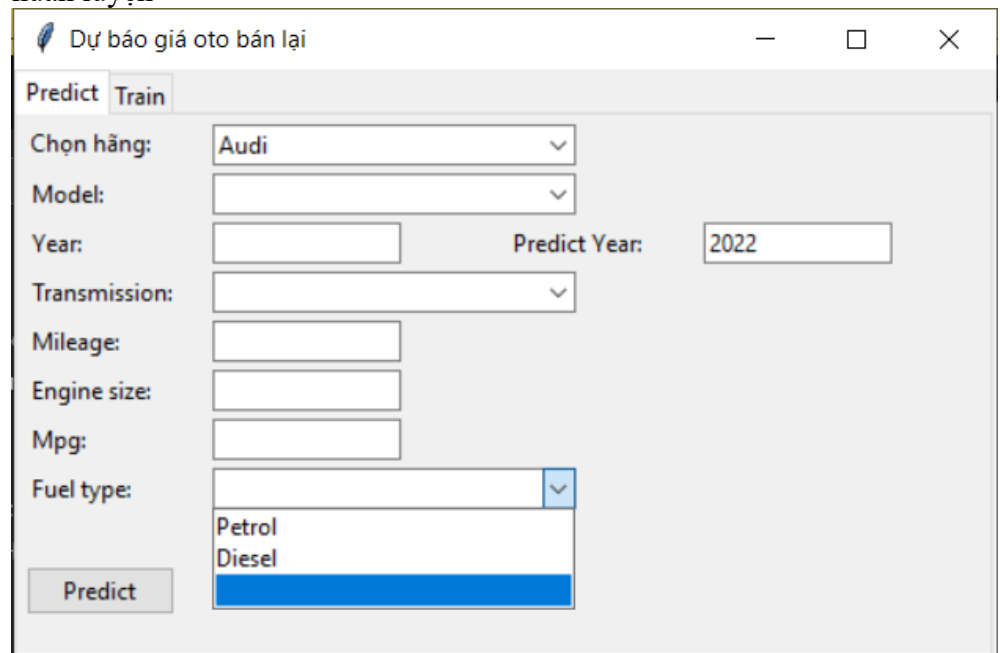 Dự báo giá oto bán lại
Predict Train
Chọn hãng: Audi
Model:
Year: Predict Year: 2022
Transmission:
Mileage:
Engine size:
Mpg:
Fuel type:
Petrol
Diesel
Predict